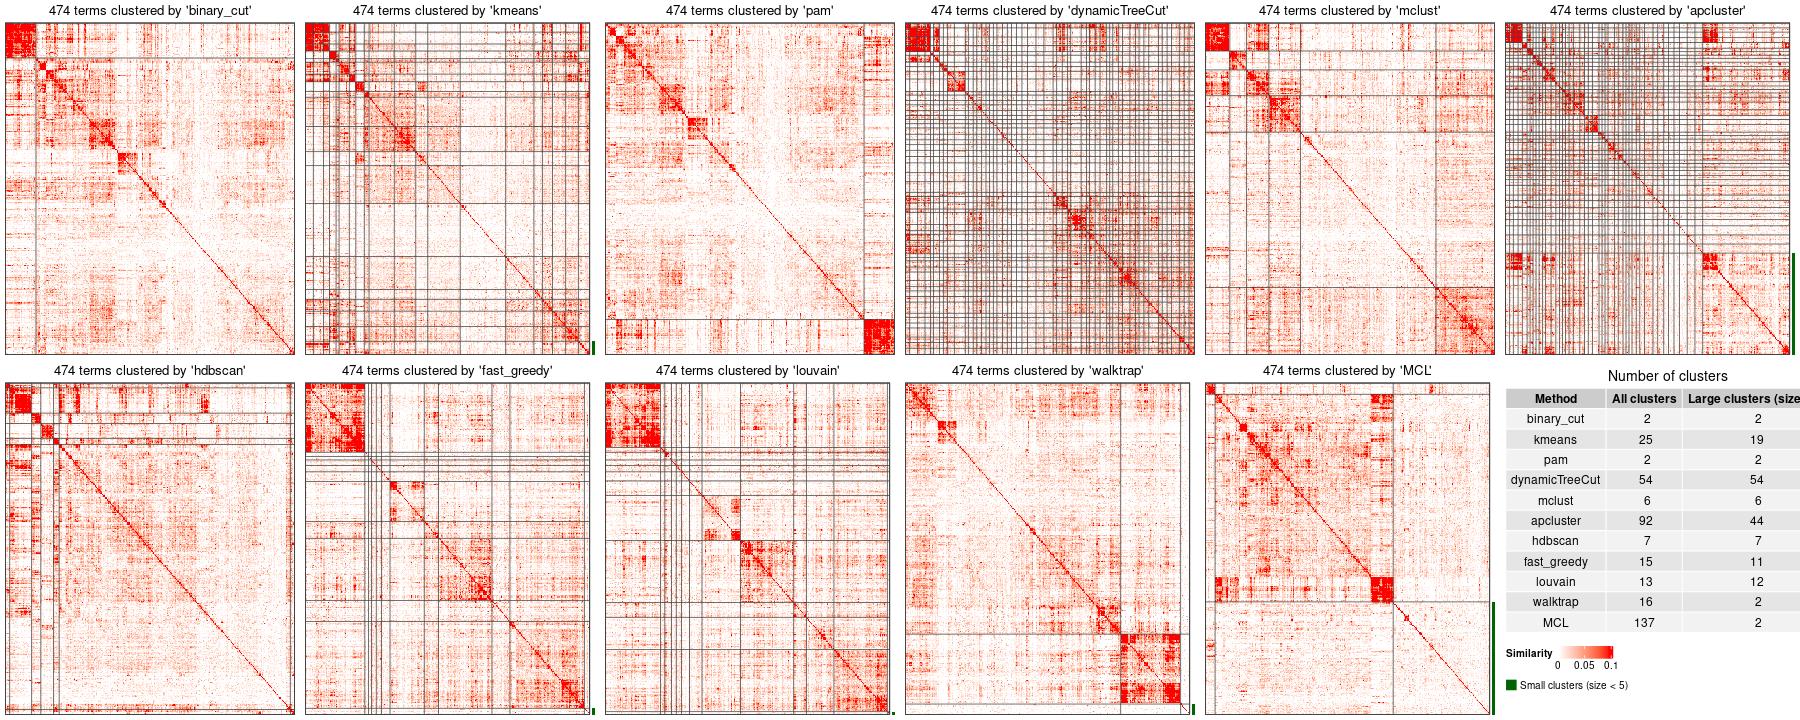 474 terms clustered by 'binary_cut'
474 terms clustered by 'kmeans'
474 terms clustered by 'pam'
474 terms clustered by 'dynamicTreeCut'
474 terms clustered by 'mclust'
474 terms clustered by 'apcluster'
474 terms clustered by 'hdbscan'
474 terms clustered by 'fast_greedy'
474 terms clustered by 'louvain'
474 terms clustered by 'walktrap'
474 terms clustered by 'MCL'
Number of clusters
Method All clusters Large clusters (size
binary_cut 2 2
kmeans 25 19
pam 2 2
dynamicTreeCut 54 54
mclust 6 6
apcluster 92 44
hdbscan 7 7
fast_greedy 15 11
louvain 13 12
walktrap 16 2
MCL 137 2
Similarity
0 0.05 0.1
Small clusters (size < 5)